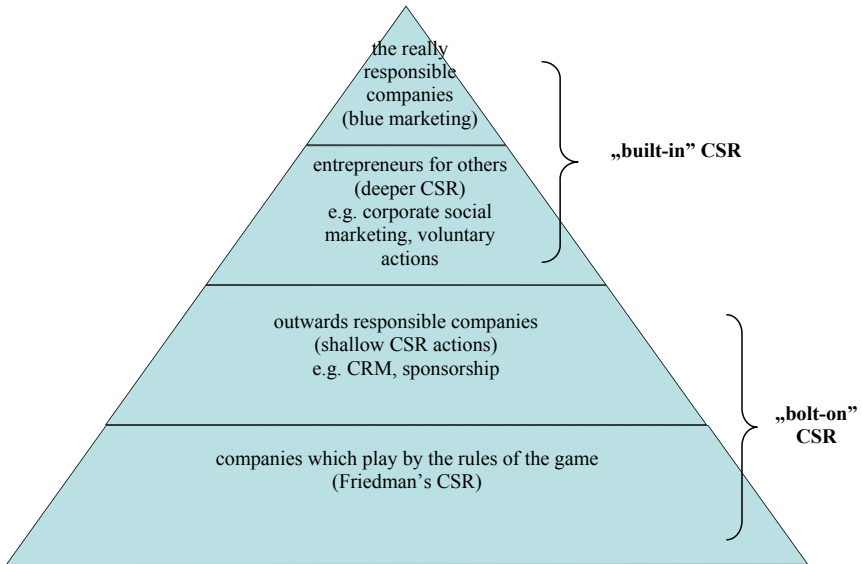 the really
responsible
companies
(blue marketing)
„built-in” CSR
entrepreneurs for others
(deeper CSR)
e.g. corporate social
marketing, voluntary
actions
outwards responsible companies
(shallow CSR actions)
e.g. CRM, sponsorship
„bolt-on”
CSR
companies which play by the rules of the game
(Friedman’s CSR)